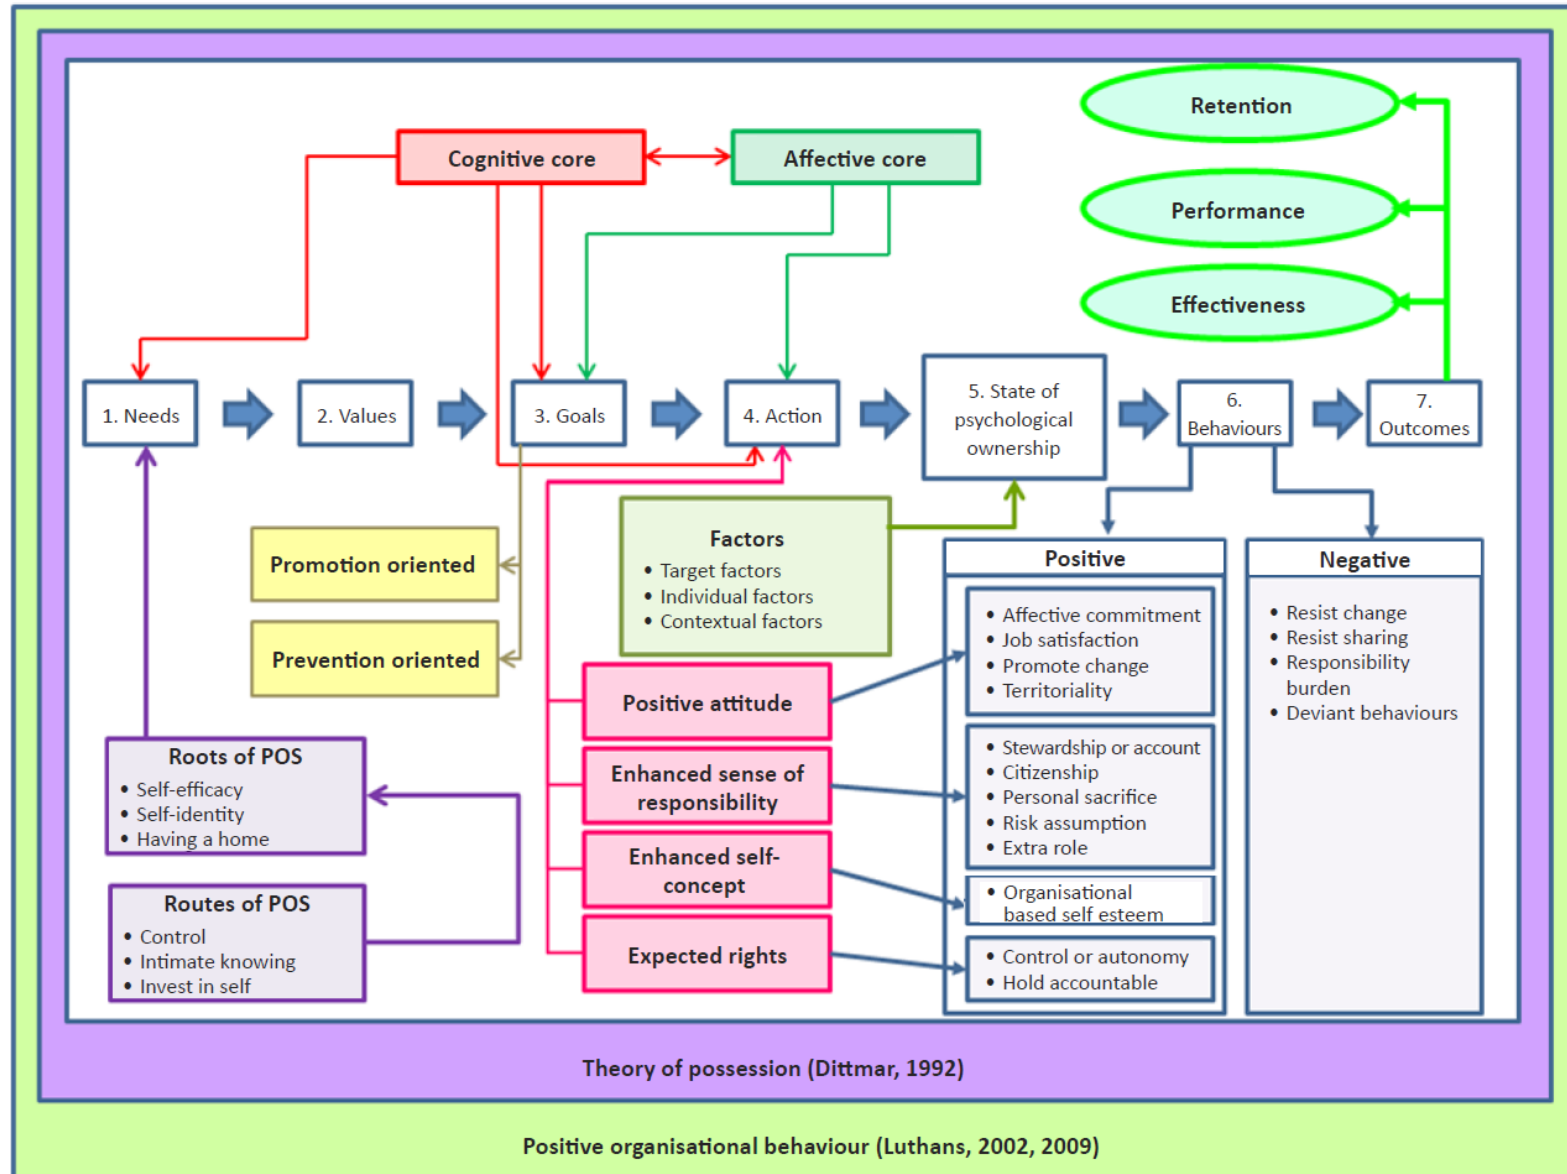 Retention
Cognitive core
Affective core
Performance
Effectiveness
1. Needs
2. Values
3. Goals
4. Action
5. State of
psychological
ownership
6.
Behaviours
7.
Outcomes
Promotion oriented
Prevention oriented
Factors
• Target factors
• Individual factors
• Contextual factors
Roots of POS
• Self-efficacy
• Self-identity
• Having a home
Routes of POS
• Control
• Intimate knowing
• Invest in self
Positive attitude
Enhanced sense of
responsibility
Enhanced self-
concept
Expected rights
Positive
• Affective commitment
• Job satisfaction
• Promote change
• Territoriality
• Stewardship or account
• Citizenship
• Personal sacrifice
• Risk assumption
• Extra role
• Organisational
based self esteem
• Control or autonomy
• Hold accountable
Negative
• Resist change
• Resist sharing
• Responsibility
burden
• Deviant behaviours
Theory of possession (Dittmar, 1992)
Positive organisational behaviour (Luthans, 2002, 2009)